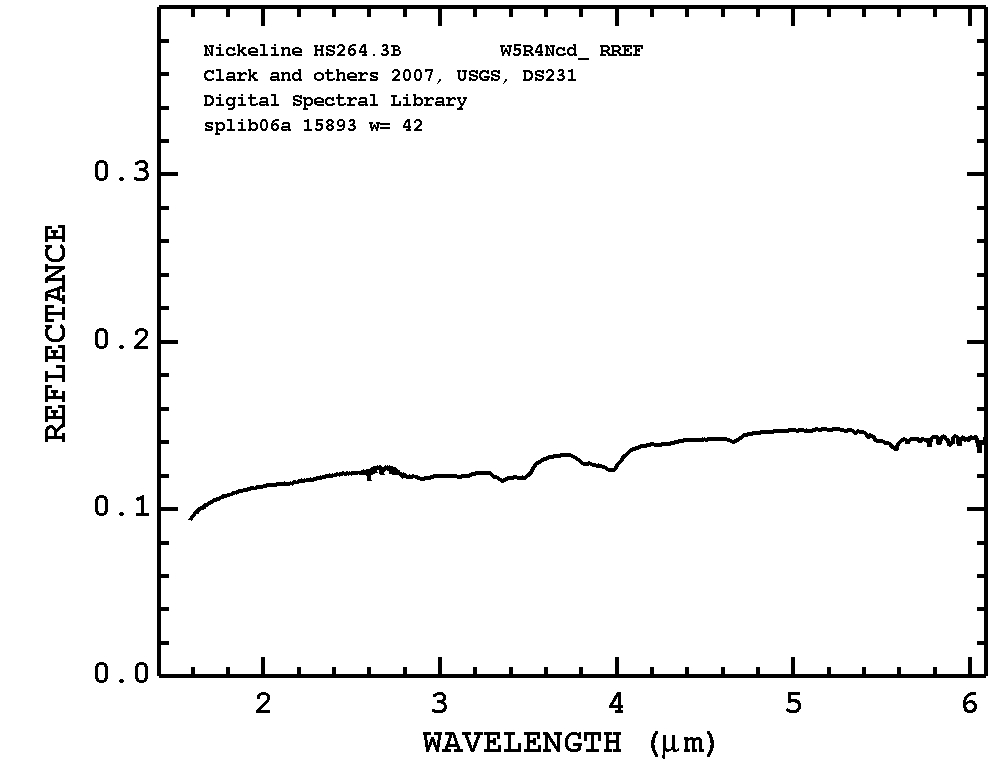 Nickeline HS264.3B W5R4Ncd_ RREF
Clark and others 2007, USGS, DS231
Digital Spectral Library
splib06a 15893 w= 42
0.3
0.2
0.1
0.0
REFLECTANCE
2 3 4 5 6
WAVELENGTH (μm)